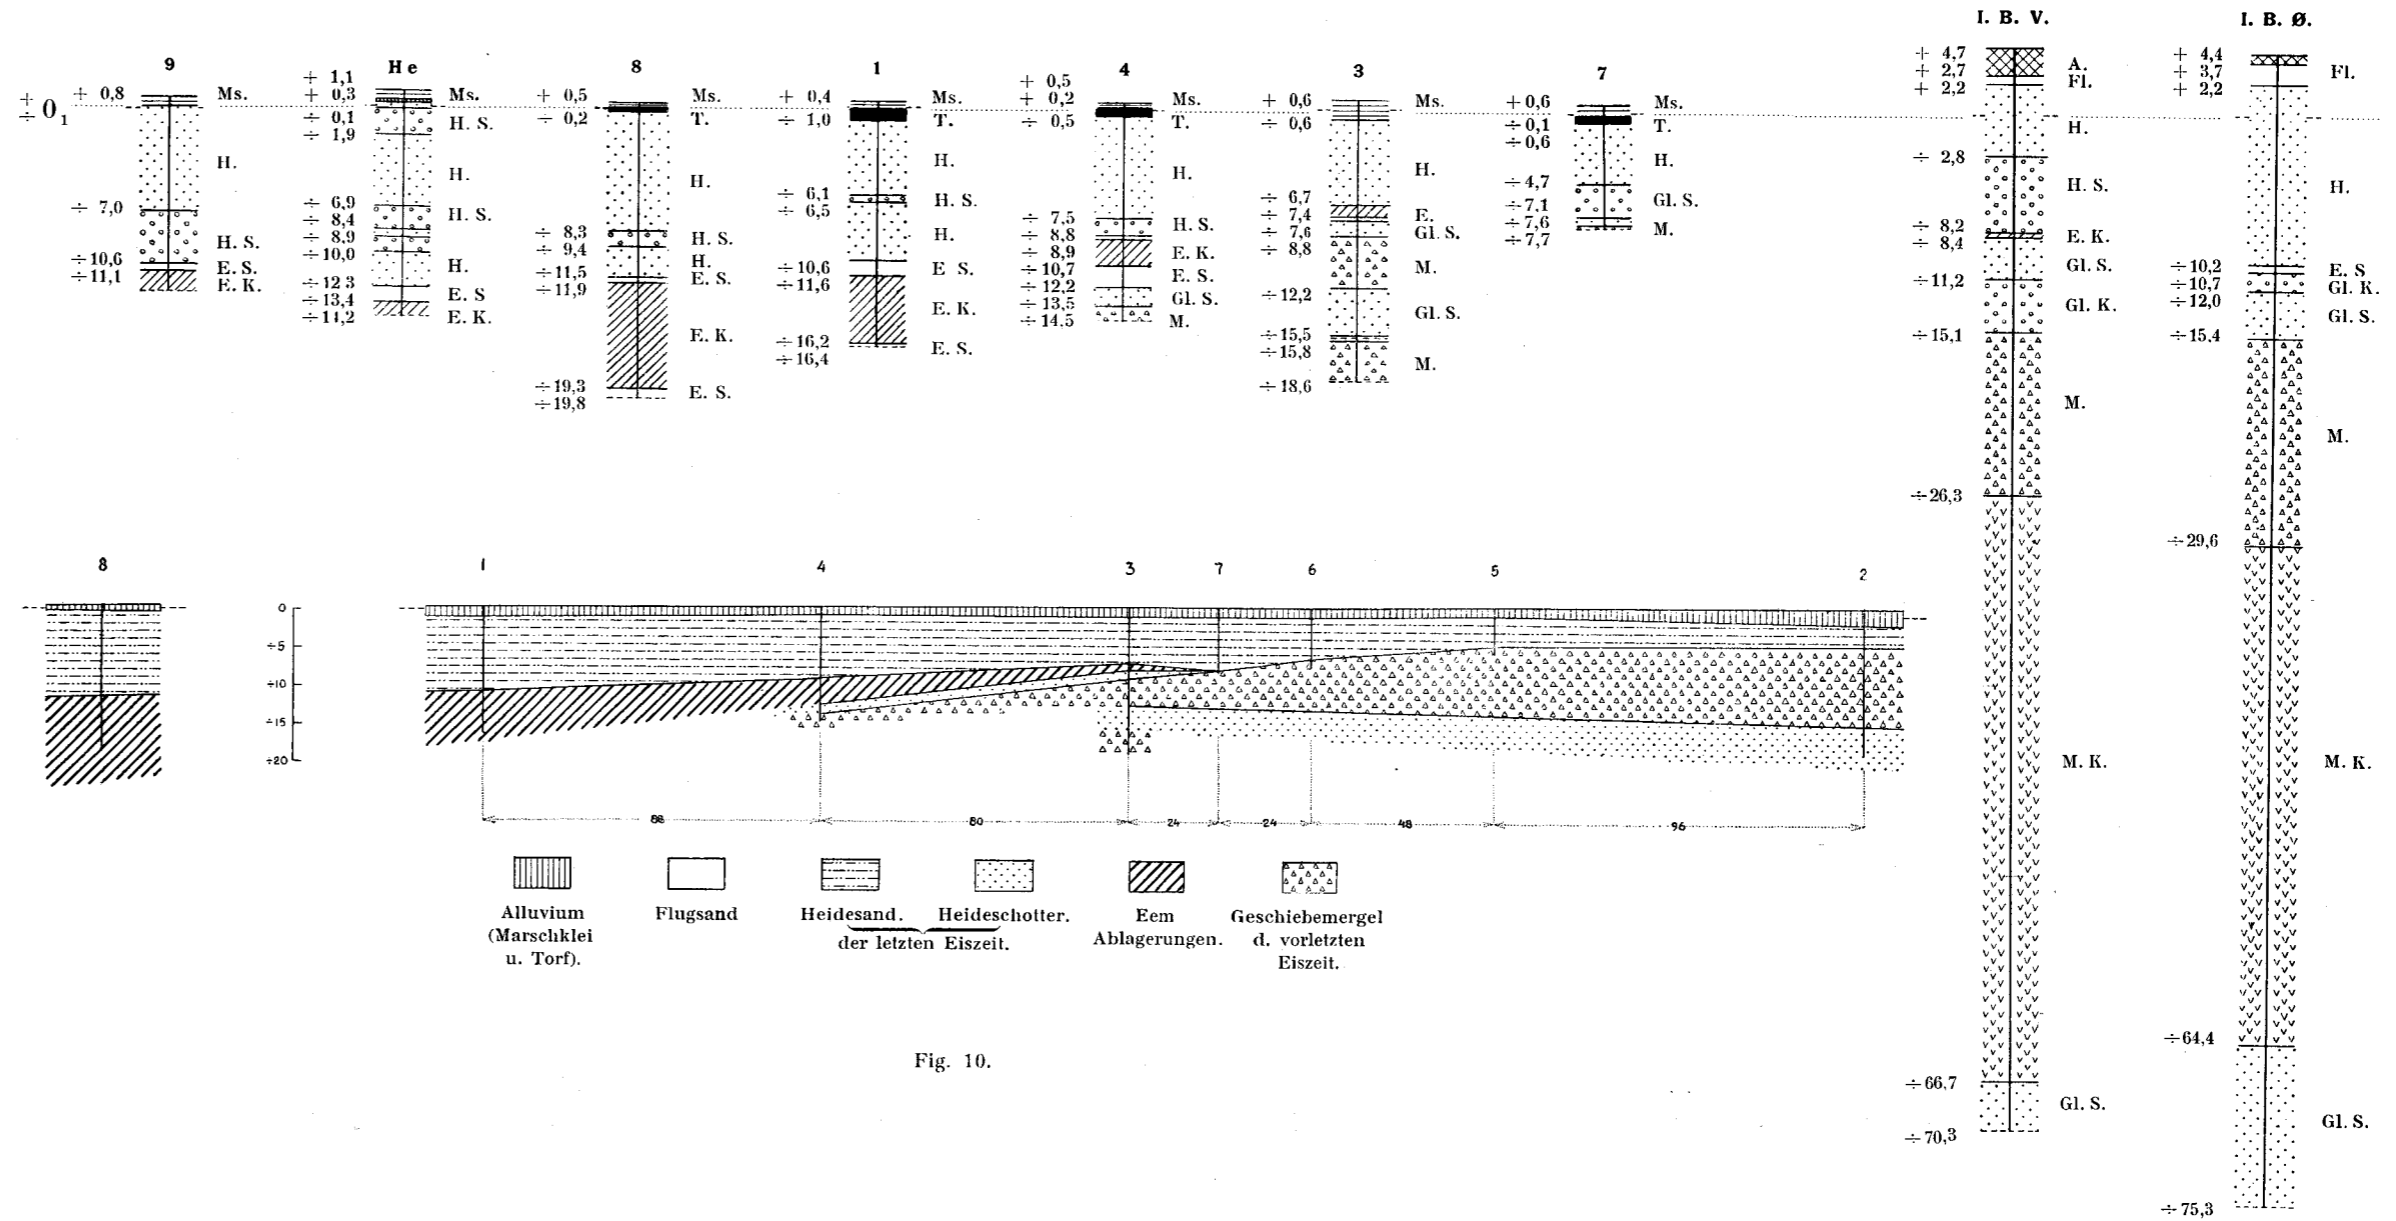 I. B. V.
I. B. Ø.
9
He
8
1
4
3
7
+ 0,8
÷ 7,0
÷10,6
÷11,1
Ms.
H.
H. S.
E. S.
E. K.
+ 1,1
+ 0,3
÷ 0,1
÷ 1,9
÷ 6,9
÷ 8,4
÷ 8,9
÷10,0
÷12 3
÷13,4
Ms.
H. S.
H.
H. S.
H.
E. S
E. K.
+ 0,5
÷ 0,2
÷ 8,3
÷ 9,4
÷11,5
÷11,9
÷19,3
÷19,8
Ms.
T.
H.
H. S.
H.
E. S.
E. K.
E. S.
+ 0,4
÷ 1,0
÷ 6,1
÷ 6,5
÷10,6
÷11,6
÷16,2
÷16,4
Ms.
T.
H.
H. S.
H.
E S.
E. K.
E. S.
+ 0,5
+ 0,2
÷ 0,5
÷ 7,5
÷ 8,8
÷ 8,9
÷10,7
÷12,2
÷13,5
÷14,5
Ms.
T.
H.
H. S.
E. K.
E. S.
Gl. S.
M.
+ 0,6
÷ 0,6
÷ 6,7
÷ 7,4
÷ 7,6
÷ 8,8
÷12,2
÷15,5
÷15,8
÷18,6
Ms.
H.
E.
Gl. S.
M.
Gl. S.
M.
+0,6
÷0,1
÷0,6
÷4,7
÷7,1
÷7,6
÷7,7
Ms.
T.
H.
Gl. S.
M.
+ 4,7
+ 2,7
+ 2,2
÷ 2,8
÷ 8,2
÷ 8,4
÷11,2
÷15,1
÷26,3
÷66,7
÷70,3
A.
Fl.
H.
H. S.
E. K.
Gl. S.
Gl. K.
M.
M. K.
Gl. S.
+ 4,4
+ 3,7
+ 2,2
÷10,2
÷10,7
÷12,0
÷15,4
÷29,6
÷64,4
÷75,3
Fl.
H.
E. S
Gl. K.
Gl. S.
M.
M. K.
Gl. S.
8
1
4
3
7
6
5
2
0
÷5
÷10
÷15
÷20
88
80
24
24
48
96
Alluvium
(Marschklei
u. Torf).
Flugsand
Heidesand. Heideschotter.
der letzten Eiszeit.
Eem
Ablagerungen.
Geschiebemergel
d. vorletzten
Eiszeit.
Fig. 10.